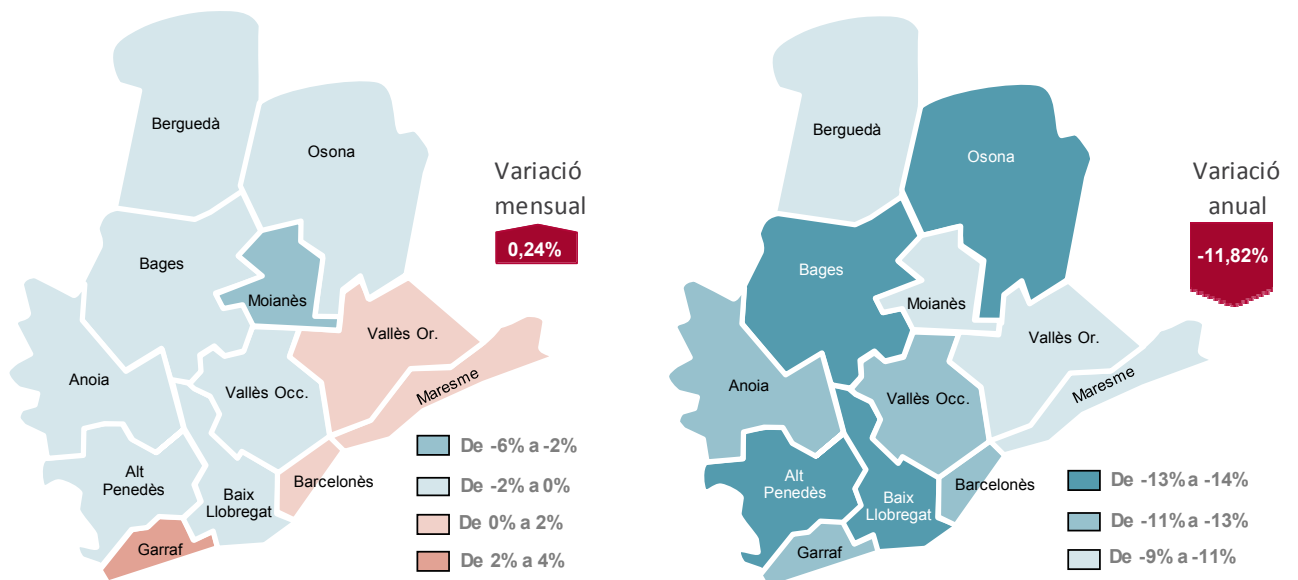 Berguedà
Osona
Variació
mensual
0,24%
Bages
Moianès
Vallès Or.
Maresme
Anoia
Vallès Occ.
Alt
Penedès
Baix
Llobregat
Barcelonès
Garraf
De -6% a -2%
De -2% a 0%
De 0% a 2%
De 2% a 4%
Berguedà
Osona
Variació
anual
-11,82%
Bages
Moianès
Vallès Or.
Maresme
Anoia
Vallès Occ.
Alt
Penedès
Baix
Llobregat
Barcelonès
Garraf
De -13% a -14%
De -11% a -13%
De -9% a -11%